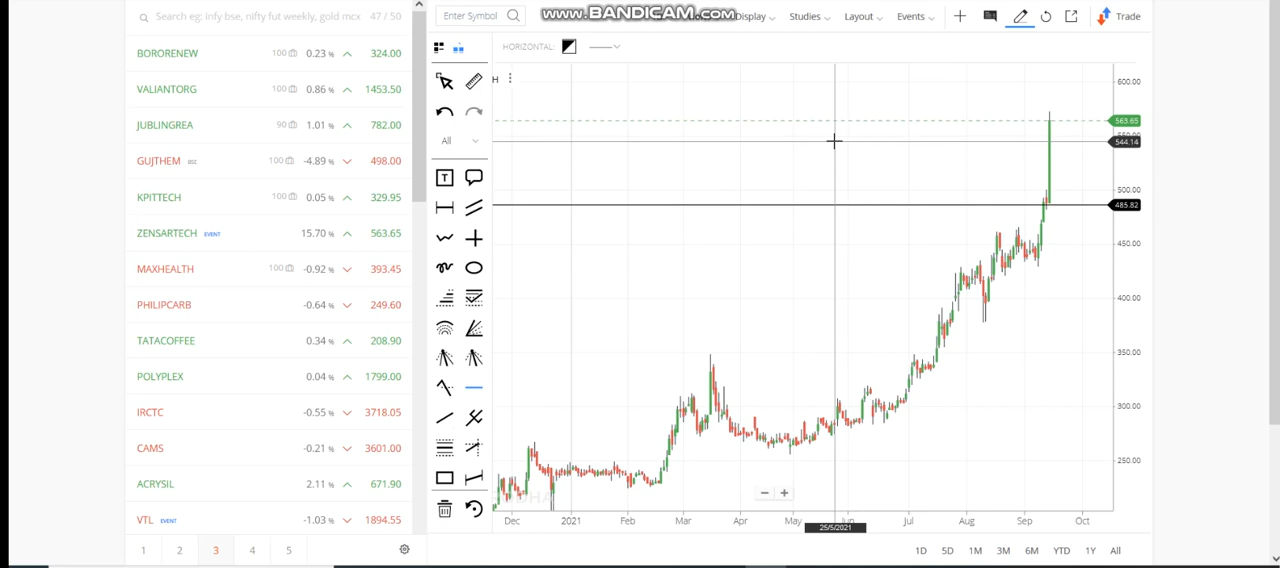 Search eg: infy bse, nifty fut weekly, gold mcx 47 / 50
BORORENEW 100 0.23 % 324.00
VALIANTORG 100 0.86 % 1453.50
JUBLINGREA 90 1.01 % 782.00
GUJTHEM BSE 100 -4.89 % 498.00
KPITTECH 100 0.05 % 329.95
ZENSARTECH EVENT 15.70 % 563.65
MAXHEALTH 100 -0.92 % 393.45
PHILIPCARB -0.64 % 249.60
TATACOFFEE 0.34 % 208.90
POLYPLEX 0.04 % 1799.00
IRCTC -0.55 % 3718.05
CAMS -0.21 % 3601.00
ACRYSIL 2.11 % 671.90
VTL EVENT -1.03 % 1894.55
1 2 3 4 5
Enter Symbol
www.BANDICAM.com
Display Studies Layout Events Trade
HORIZONTAL:
H
All
T
600.00
563.65
544.14
500.00
485.82
450.00
400.00
350.00
300.00
250.00
Dec 2021 Feb Mar Apr May Jun Jul Aug Sep Oct
25/5/2021
1D 5D 1M 3M 6M YTD 1Y All